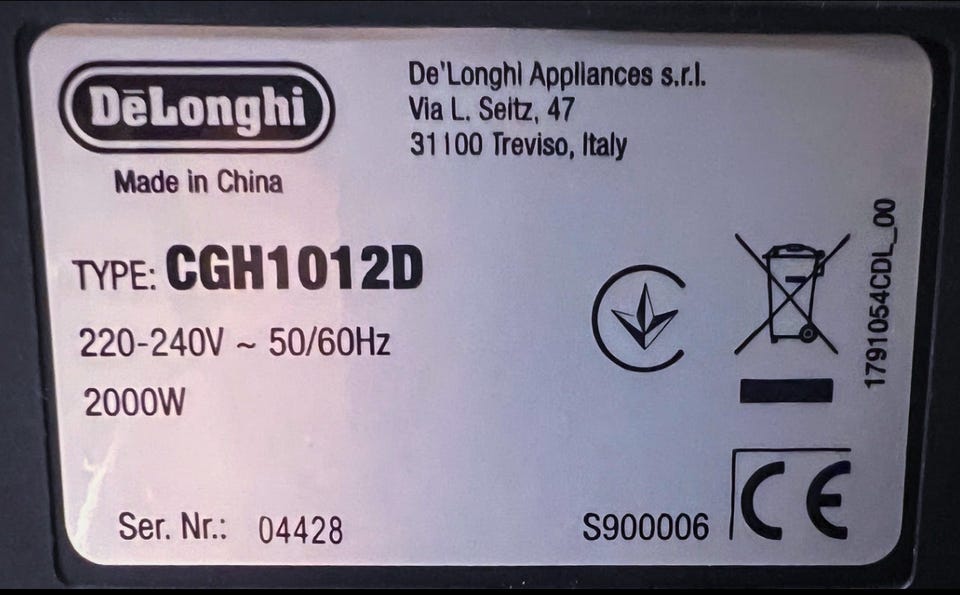 DēLonghi
Made in China
De'Longhi Appliances s.r.l.
Via L. Seitz, 47
31100 Treviso, Italy
TYPE: CGH1012D
220-240V ~ 50/60Hz
2000W
Ser. Nr.: 04428
S900006
CE
1791054CDL_00